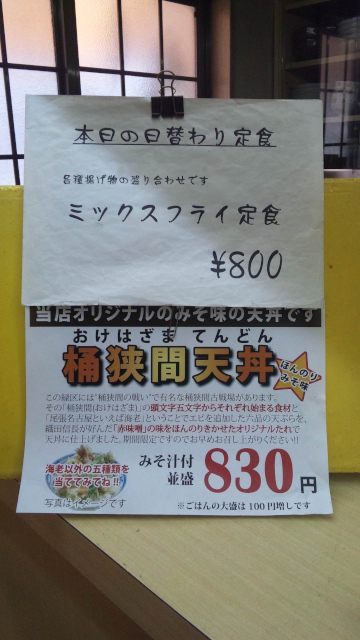 本日の日替わり定食
各種揚げ物の盛り合わせです
ミックスフライ定食
¥800
当店オリジナルのみそ味の天丼です
おけはざま てんどん
桶狭間天丼
ほんのり
みそ味
この緑区には"桶狭間の戦い"で有名な桶狭間古戦場があります。
その「桶狭間(おけはざま)」の頭文字五文字からそれぞれ始まる食材と
「尾張名古屋といえば海老」ということでエビを追加した六品の天ぷらを、
織田信長が好んだ「赤味噌」の味をほんのりきかせたオリジナルたれで
天丼に仕上げました。期間限定ですのでお早めお召し上がりください!!
海老以外の五種類を
当ててみてね!!
写真はイメージです
みそ汁付
並盛
830円
※ごはんの大盛は100円増しです